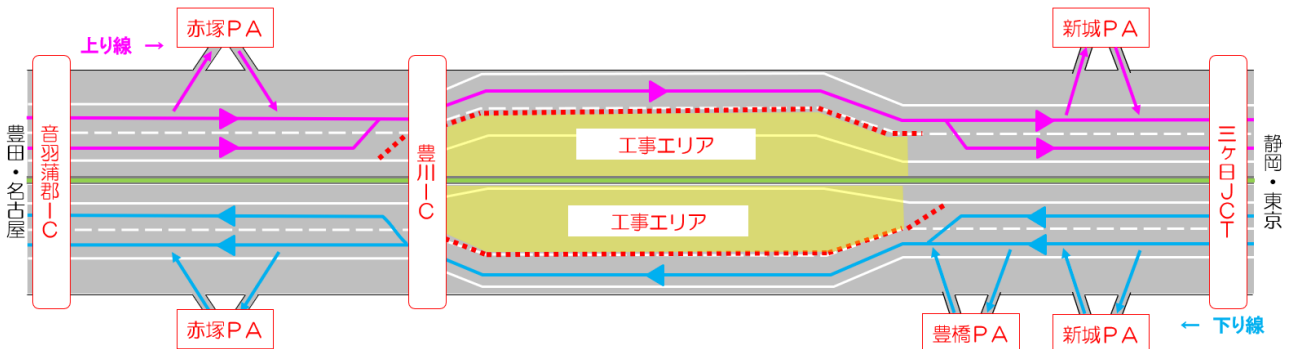 赤塚PA
新城PA
上り線 →
豊田・名古屋
音羽蒲郡IC
豊川IC
工事エリア
工事エリア
三ヶ日JCT
静岡・東京
赤塚PA
豊橋PA
新城PA
← 下り線